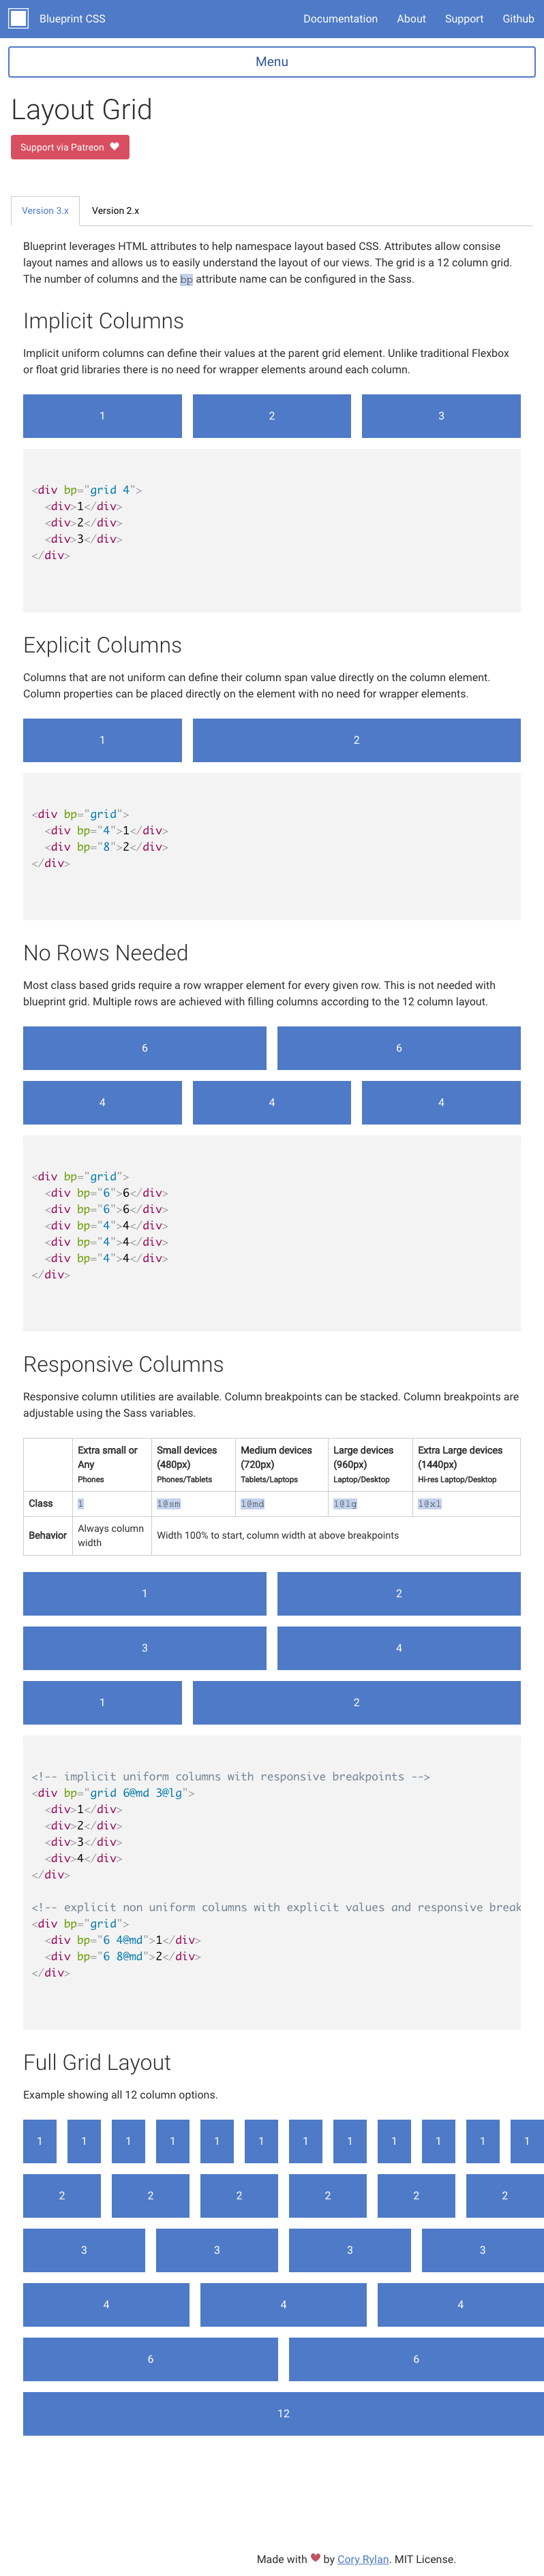 Blueprint CSS
Documentation About Support Github
Menu
Layout Grid
Support via Patreon
Version 3.x Version 2.x
Blueprint leverages HTML attributes to help namespace layout based CSS. Attributes allow consise
layout names and allows us to easily understand the layout of our views. The grid is a 12 column grid.
The number of columns and the bp attribute name can be configured in the Sass.
Implicit Columns
Implicit uniform columns can define their values at the parent grid element. Unlike traditional Flexbox
or float grid libraries there is no need for wrapper elements around each column.
1 2 3
<div bp="grid 4">
  <div>1</div>
  <div>2</div>
  <div>3</div>
</div>
Explicit Columns
Columns that are not uniform can define their column span value directly on the column element.
Column properties can be placed directly on the element with no need for wrapper elements.
1 2
<div bp="grid">
  <div bp="4">1</div>
  <div bp="8">2</div>
</div>
No Rows Needed
Most class based grids require a row wrapper element for every given row. This is not needed with
blueprint grid. Multiple rows are achieved with filling columns according to the 12 column layout.
6 6
4 4 4
<div bp="grid">
  <div bp="6">6</div>
  <div bp="6">6</div>
  <div bp="4">4</div>
  <div bp="4">4</div>
  <div bp="4">4</div>
</div>
Responsive Columns
Responsive column utilities are available. Column breakpoints can be stacked. Column breakpoints are
adjustable using the Sass variables.
Extra small or Small devices Medium devices Large devices Extra Large devices
Any (480px) (720px) (960px) (1440px)
Phones Phones/Tablets Tablets/Laptops Laptop/Desktop Hi-res Laptop/Desktop
Class 1 1@sm 1@md 1@lg 1@xl
Behavior Always column width Width 100% to start, column width at above breakpoints
1 2
3 4
1 2
<!-- implicit uniform columns with responsive breakpoints -->
<div bp="grid 6@md 3@lg">
  <div>1</div>
  <div>2</div>
  <div>3</div>
  <div>4</div>
</div>
<!-- explicit non uniform columns with explicit values and responsive break
<div bp="grid">
  <div bp="6 4@md">1</div>
  <div bp="6 8@md">2</div>
</div>
Full Grid Layout
Example showing all 12 column options.
1 1 1 1 1 1 1 1 1 1 1 1
2 2 2 2 2 2
3 3 3 3
4 4 4
6 6
12
Made with ❤ by Cory Rylan. MIT License.